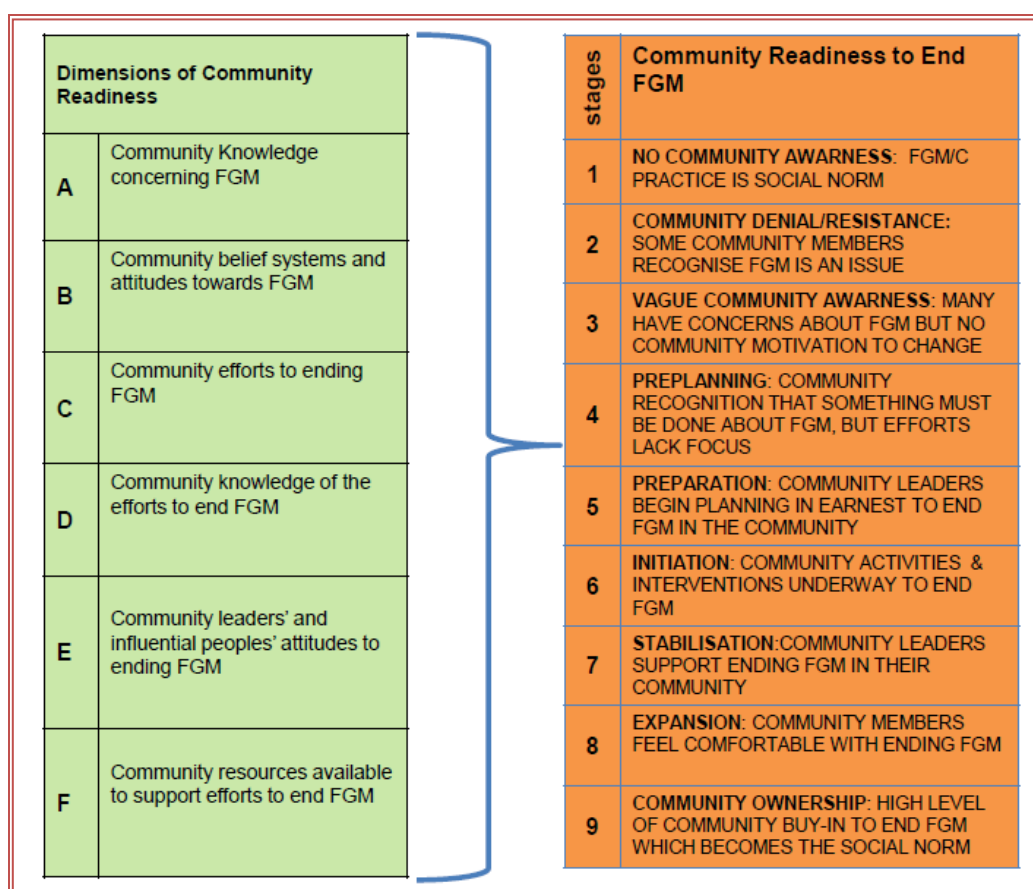 Dimensions of Community
Readiness
A
Community Knowledge
concerning FGM
B
Community belief systems and
attitudes towards FGM
C
Community efforts to ending
FGM
D
Community knowledge of the
efforts to end FGM
E
Community leaders’ and
influential peoples’ attitudes to
ending FGM
F
Community resources available
to support efforts to end FGM
stages
Community Readiness to End
FGM
1
NO COMMUNITY AWARNESS: FGM/C
PRACTICE IS SOCIAL NORM
2
COMMUNITY DENIAL/RESISTANCE:
SOME COMMUNITY MEMBERS
RECOGNISE FGM IS AN ISSUE
3
VAGUE COMMUNITY AWARNESS: MANY
HAVE CONCERNS ABOUT FGM BUT NO
COMMUNITY MOTIVATION TO CHANGE
4
PREPLANNING: COMMUNITY
RECOGNITION THAT SOMETHING MUST
BE DONE ABOUT FGM, BUT EFFORTS
LACK FOCUS
5
PREPARATION: COMMUNITY LEADERS
BEGIN PLANNING IN EARNEST TO END
FGM IN THE COMMUNITY
6
INITIATION: COMMUNITY ACTIVITIES &
INTERVENTIONS UNDERWAY TO END
FGM
7
STABILISATION:COMMUNITY LEADERS
SUPPORT ENDING FGM IN THEIR
COMMUNITY
8
EXPANSION: COMMUNITY MEMBERS
FEEL COMFORTABLE WITH ENDING FGM
9
COMMUNITY OWNERSHIP: HIGH LEVEL
OF COMMUNITY BUY-IN TO END FGM
WHICH BECOMES THE SOCIAL NORM